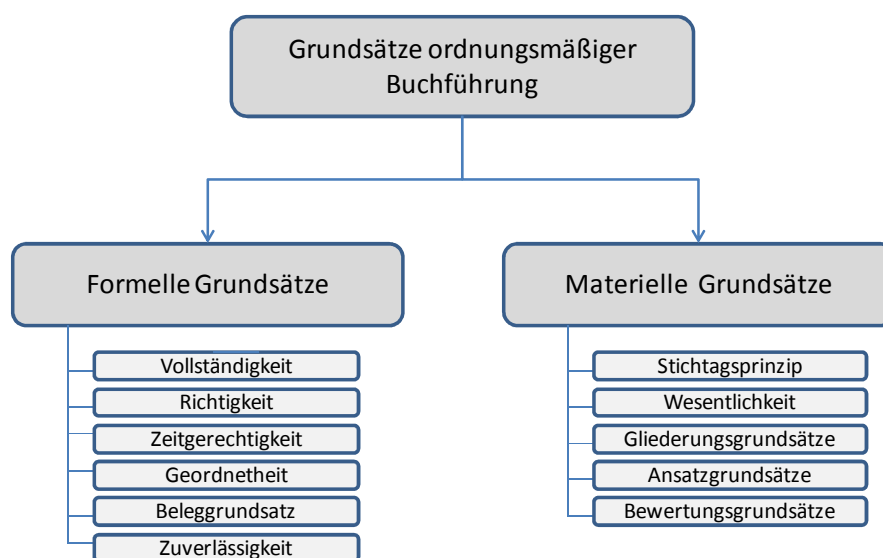 Grundsätze ordnungsmäßiger
Buchführung
Formelle Grundsätze
Vollständigkeit
Richtigkeit
Zeitgerechtigkeit
Geordnetheit
Beleggrundsatz
Zuverlässigkeit
Materielle Grundsätze
Stichtagsprinzip
Wesentlichkeit
Gliederungsgrundsätze
Ansatzgrundsätze
Bewertungsgrundsätze